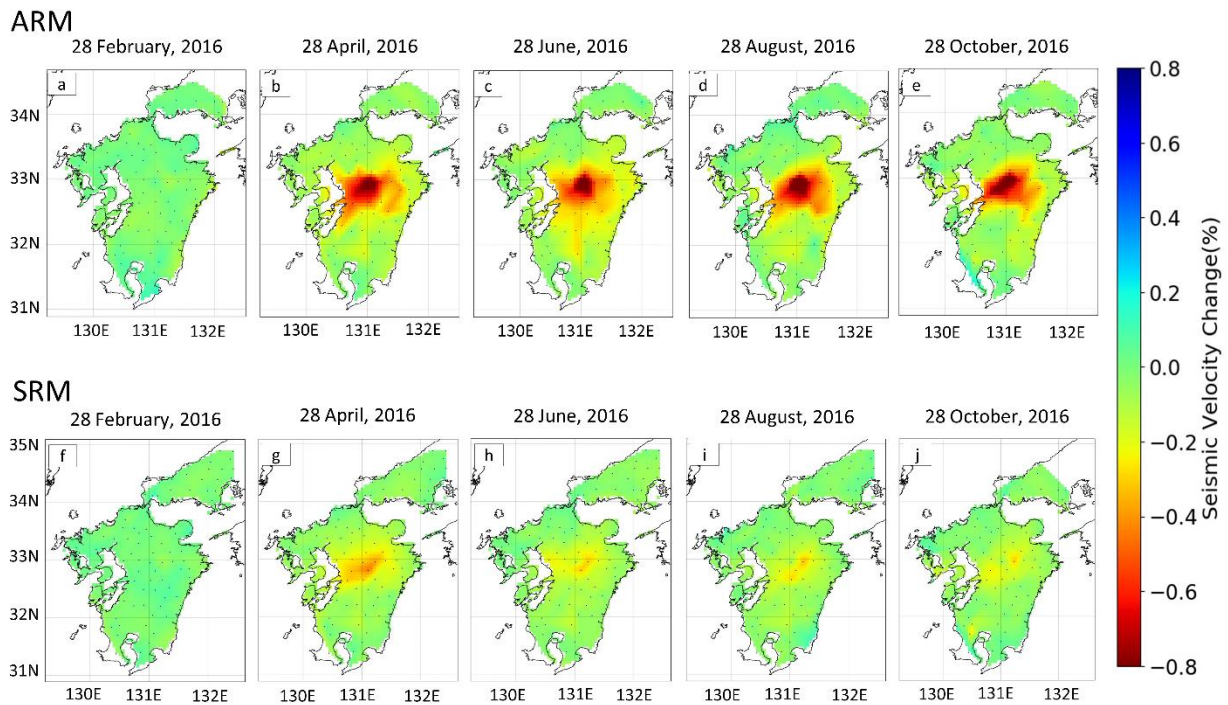 ARM
28 February, 2016 28 April, 2016 28 June, 2016 28 August, 2016 28 October, 2016
a b c d e
34N
33N
32N
31N
130E 131E 132E 130E 131E 132E 130E 131E 132E 130E 131E 132E 130E 131E 132E
SRM
28 February, 2016 28 April, 2016 28 June, 2016 28 August, 2016 28 October, 2016
35N
f g h i j
34N
33N
32N
31N
130E 131E 132E 130E 131E 132E 130E 131E 132E 130E 131E 132E 130E 131E 132E
0.8
0.6
0.4
0.2
0.0
−0.2
−0.4
−0.6
−0.8
Seismic Velocity Change(%)